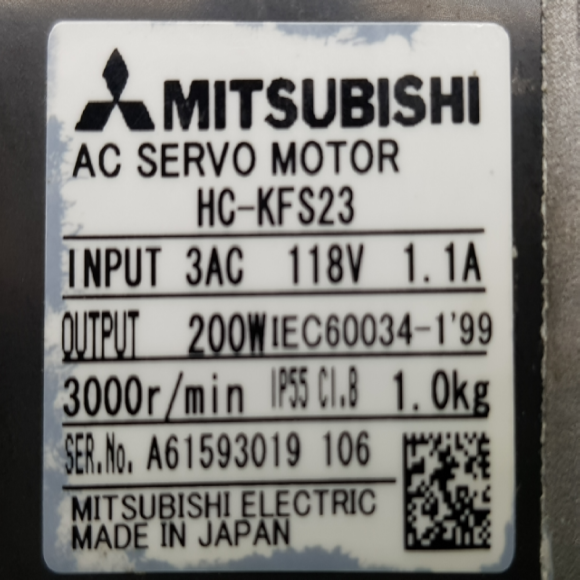 MITSUBISHI
AC SERVO MOTOR
HC-KFS23
INPUT 3AC 118V 1.1A
OUTPUT 200W IEC60034-1'99
3000r/min IP55 Cl.B 1.0kg
SER.No. A61593019 106
MITSUBISHI ELECTRIC
MADE IN JAPAN